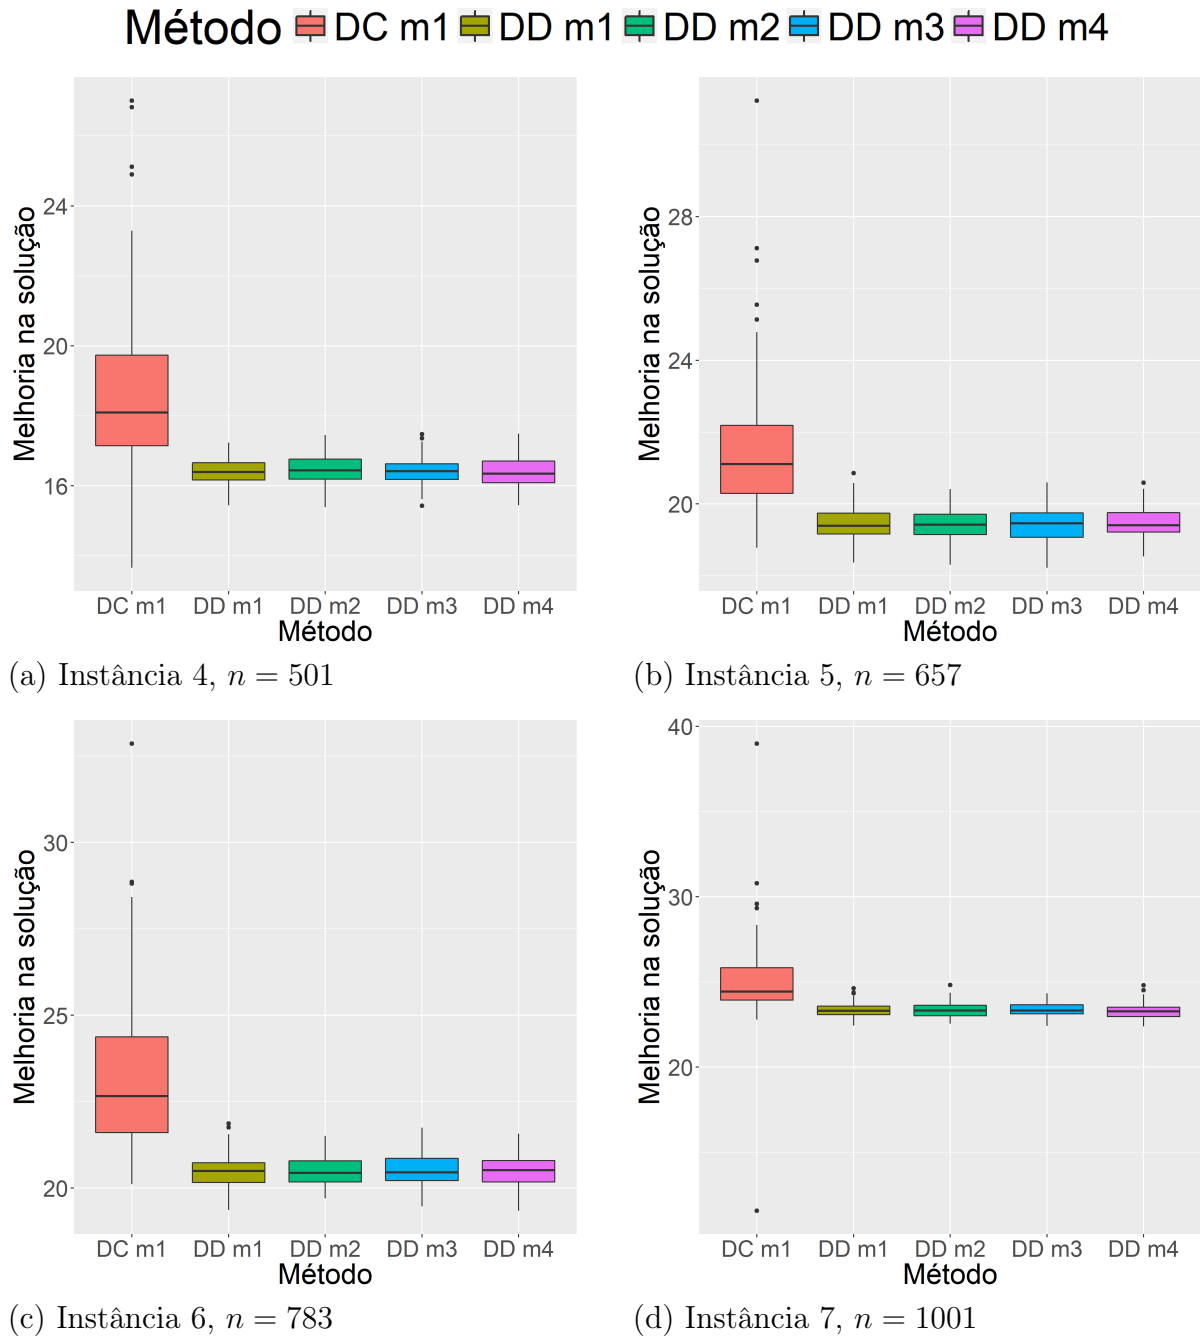 Método DC m1 DD m1 DD m2 DD m3 DD m4
Melhoria na solução
24
20
16
DC m1 DD m1 DD m2 DD m3 DD m4
Método
(a) Instância 4, n = 501
Melhoria na solução
28
24
20
DC m1 DD m1 DD m2 DD m3 DD m4
Método
(b) Instância 5, n = 657
Melhoria na solução
30
25
20
DC m1 DD m1 DD m2 DD m3 DD m4
Método
(c) Instância 6, n = 783
Melhoria na solução
40
30
20
DC m1 DD m1 DD m2 DD m3 DD m4
Método
(d) Instância 7, n = 1001